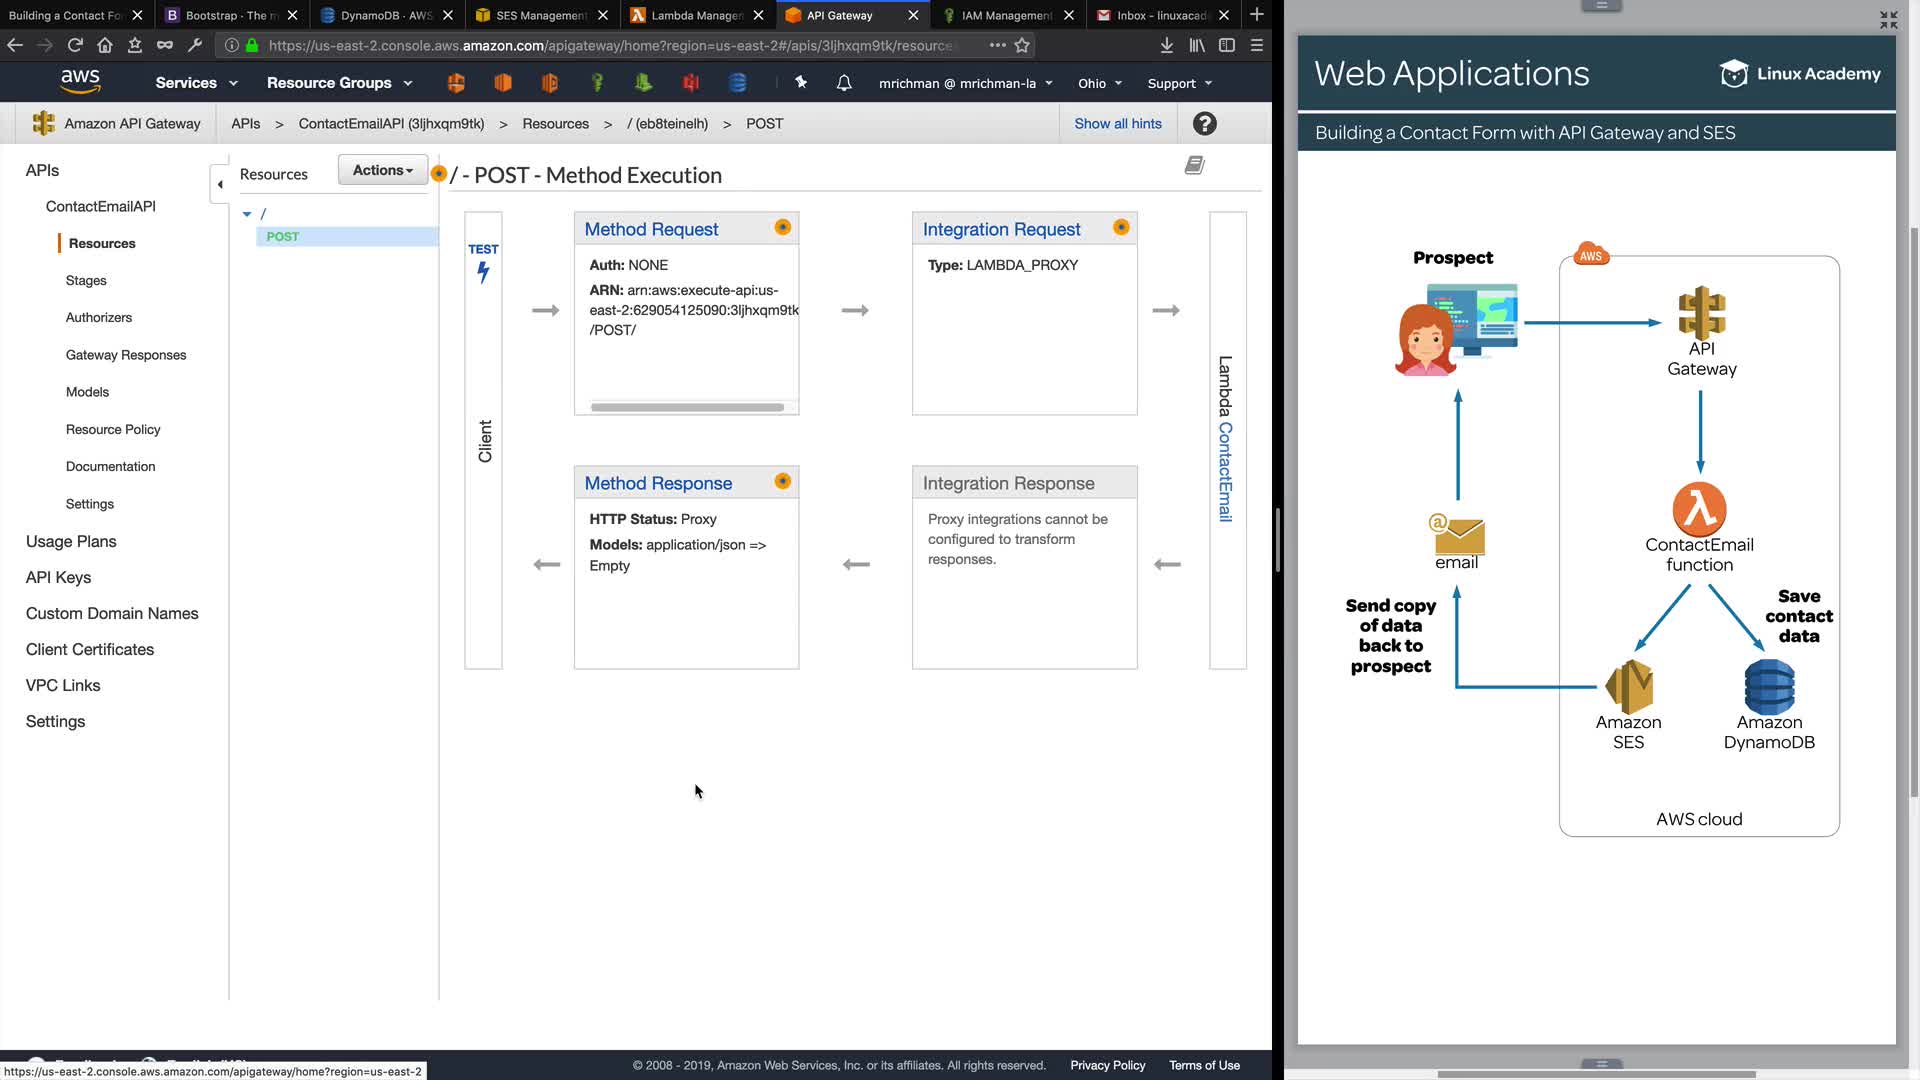 Building a Contact For
Bootstrap · The m
DynamoDB · AWS
SES Management
Lambda Manager
API Gateway
IAM Management
Inbox - linuxacad
https://us-east-2.console.aws.amazon.com/apigateway/home?region=us-east-2#/apis/3ljhxqm9tk/resource
aws
Services
Resource Groups
mrichman @ mrichman-la
Ohio
Support
Amazon API Gateway
APIs > ContactEmailAPI (3ljhxqm9tk) > Resources > / (eb8teinelh) > POST
Show all hints
?
APIs
ContactEmailAPI
Resources
Stages
Authorizers
Gateway Responses
Models
Resource Policy
Documentation
Settings
Usage Plans
API Keys
Custom Domain Names
Client Certificates
VPC Links
Settings
Resources
Actions
/
POST
/ - POST - Method Execution
TEST
Client
Method Request
Auth: NONE
ARN: arn:aws:execute-api:us-
east-2:629054125090:3ljhxqm9tk
/POST/
Integration Request
Type: LAMBDA_PROXY
Lambda ContactEmail
Method Response
HTTP Status: Proxy
Models: application/json =>
Empty
Integration Response
Proxy integrations cannot be
configured to transform
responses.
© 2008 - 2019, Amazon Web Services, Inc. or its affiliates. All rights reserved.
Privacy Policy
Terms of Use
https://us-east-2.console.aws.amazon.com/apigateway/home?region=us-east-2
Web Applications
Linux Academy
Building a Contact Form with API Gateway and SES
Prospect
AWS
API
Gateway
ContactEmail
function
email
Send copy
of data
back to
prospect
Save
contact
data
Amazon
SES
Amazon
DynamoDB
AWS cloud